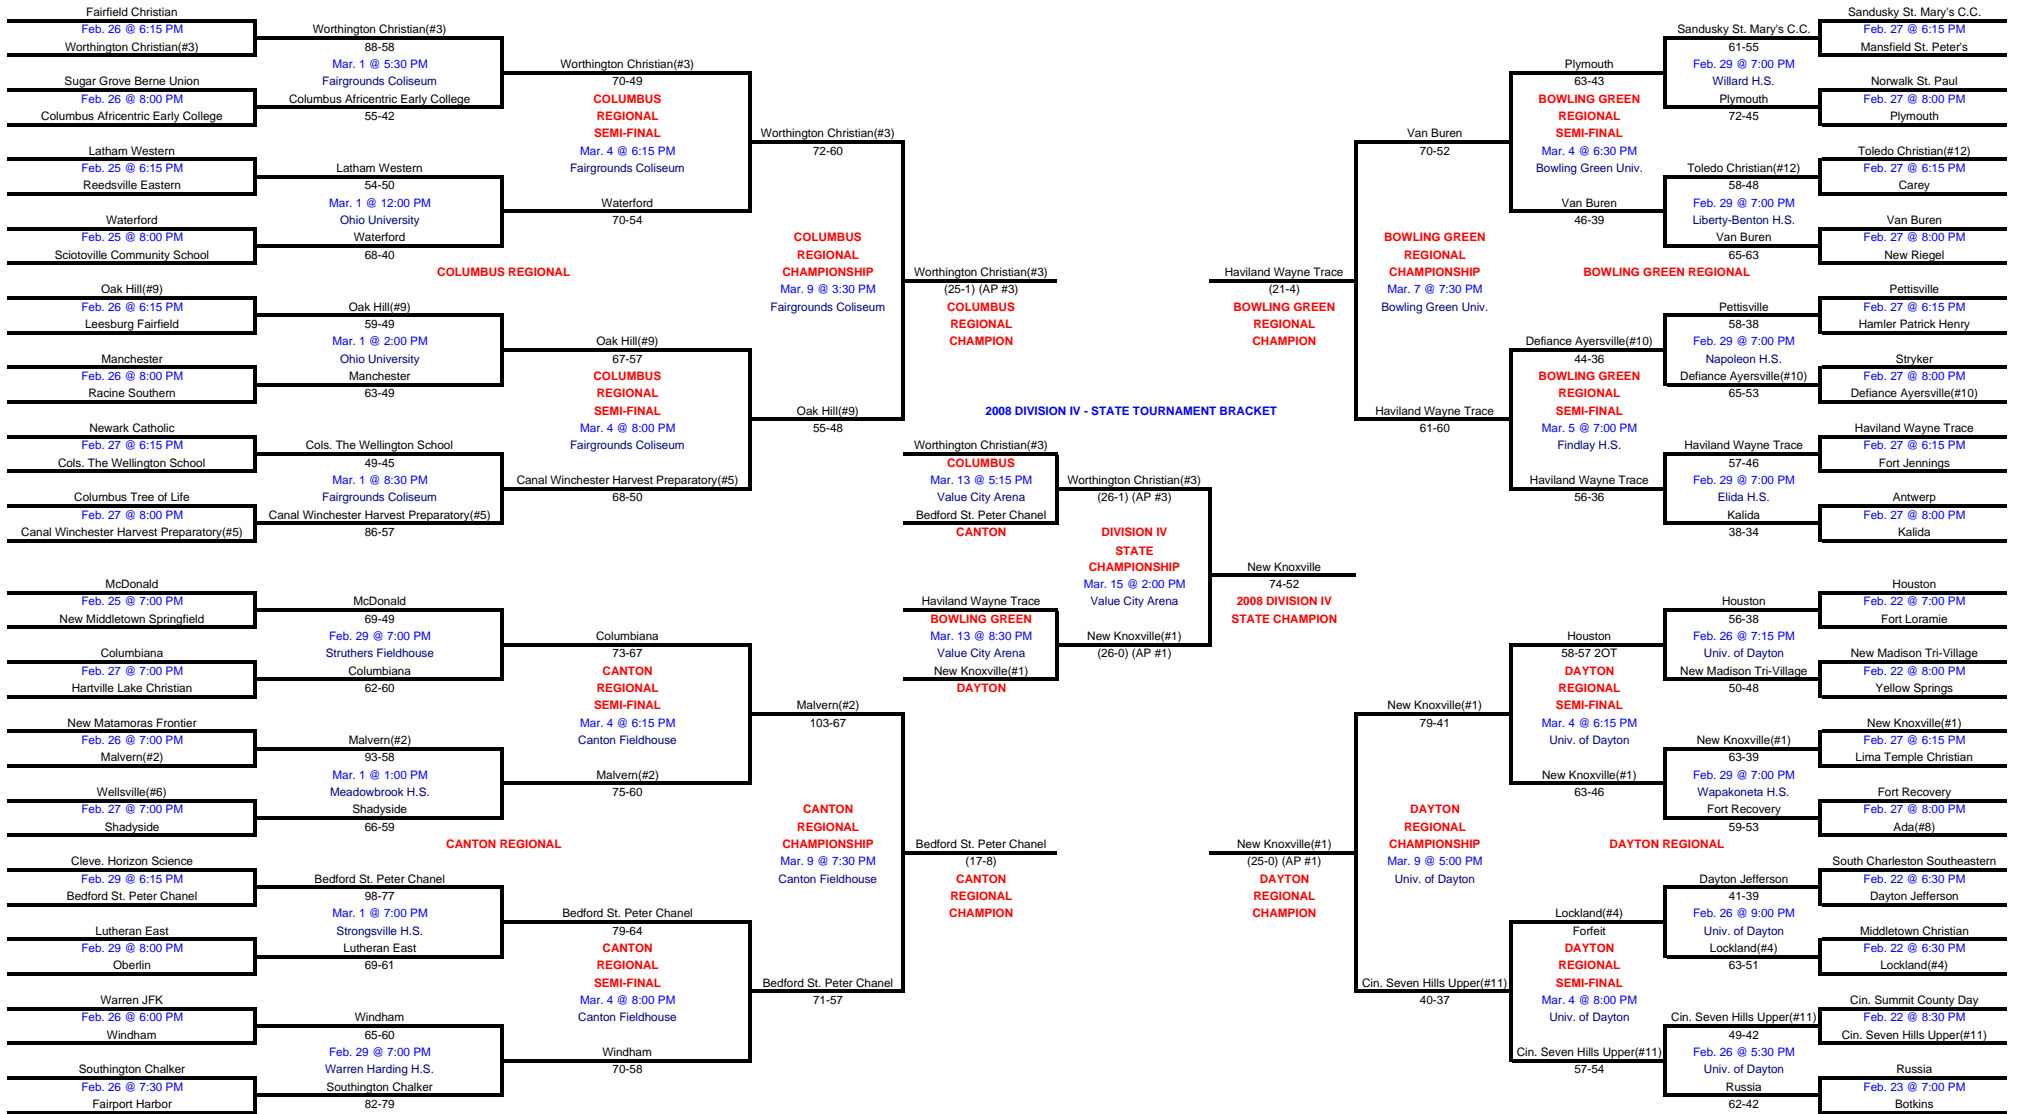 Fairfield Christian
Feb. 26 @ 6:15 PM
Worthington Christian(#3)
Sugar Grove Berne Union
Feb. 26 @ 8:00 PM
Columbus Africentric Early College
Latham Western
Feb. 25 @ 6:15 PM
Reedsville Eastern
Waterford
Feb. 25 @ 8:00 PM
Sciotoville Community School
Oak Hill(#9)
Feb. 26 @ 6:15 PM
Leesburg Fairfield
Manchester
Feb. 26 @ 8:00 PM
Racine Southern
Newark Catholic
Feb. 27 @ 6:15 PM
Cols. The Wellington School
Columbus Tree of Life
Feb. 27 @ 8:00 PM
Canal Winchester Harvest Preparatory(#5)
Worthington Christian(#3)
88-58
Mar. 1 @ 5:30 PM
Fairgrounds Coliseum
Columbus Africentric Early College
55-42
Latham Western
54-50
Mar. 1 @ 12:00 PM
Ohio University
Waterford
68-40
COLUMBUS REGIONAL
Oak Hill(#9)
59-49
Mar. 1 @ 2:00 PM
Ohio University
Manchester
63-49
Cols. The Wellington School
49-45
Mar. 1 @ 8:30 PM
Fairgrounds Coliseum
Canal Winchester Harvest Preparatory(#5)
86-57
Worthington Christian(#3)
70-49
COLUMBUS
REGIONAL
SEMI-FINAL
Mar. 4 @ 6:15 PM
Fairgrounds Coliseum
Waterford
70-54
Oak Hill(#9)
67-57
COLUMBUS
REGIONAL
SEMI-FINAL
Mar. 4 @ 8:00 PM
Fairgrounds Coliseum
Canal Winchester Harvest Preparatory(#5)
68-50
Worthington Christian(#3)
72-60
COLUMBUS
REGIONAL
CHAMPIONSHIP
Mar. 9 @ 3:30 PM
Fairgrounds Coliseum
Oak Hill(#9)
55-48
Worthington Christian(#3)
(25-1) (AP #3)
COLUMBUS
REGIONAL
CHAMPION
McDonald
Feb. 25 @ 7:00 PM
New Middletown Springfield
Columbiana
Feb. 27 @ 7:00 PM
Hartville Lake Christian
New Matamoras Frontier
Feb. 26 @ 7:00 PM
Malvern(#2)
Wellsville(#6)
Feb. 27 @ 7:00 PM
Shadyside
Cleve. Horizon Science
Feb. 29 @ 6:15 PM
Bedford St. Peter Chanel
Lutheran East
Feb. 29 @ 8:00 PM
Oberlin
Warren JFK
Feb. 26 @ 6:00 PM
Windham
Southington Chalker
Feb. 26 @ 7:30 PM
Fairport Harbor
McDonald
69-49
Feb. 29 @ 7:00 PM
Struthers Fieldhouse
Columbiana
62-60
Malvern(#2)
93-58
Mar. 1 @ 1:00 PM
Meadowbrook H.S.
Shadyside
66-59
CANTON REGIONAL
Bedford St. Peter Chanel
98-77
Mar. 1 @ 7:00 PM
Strongsville H.S.
Lutheran East
69-61
Windham
65-60
Feb. 29 @ 7:00 PM
Warren Harding H.S.
Southington Chalker
82-79
Columbiana
73-67
CANTON
REGIONAL
SEMI-FINAL
Mar. 4 @ 6:15 PM
Canton Fieldhouse
Malvern(#2)
75-60
Bedford St. Peter Chanel
79-64
CANTON
REGIONAL
SEMI-FINAL
Mar. 4 @ 8:00 PM
Canton Fieldhouse
Windham
70-58
Malvern(#2)
103-67
CANTON
REGIONAL
CHAMPIONSHIP
Mar. 9 @ 7:30 PM
Canton Fieldhouse
Bedford St. Peter Chanel
71-57
Bedford St. Peter Chanel
(17-8)
CANTON
REGIONAL
CHAMPION
2008 DIVISION IV - STATE TOURNAMENT BRACKET
Worthington Christian(#3)
COLUMBUS
Mar. 13 @ 5:15 PM
Value City Arena
Bedford St. Peter Chanel
CANTON
Haviland Wayne Trace
BOWLING GREEN
Mar. 13 @ 8:30 PM
Value City Arena
New Knoxville(#1)
DAYTON
Worthington Christian(#3)
(26-1) (AP #3)
DIVISION IV
STATE
CHAMPIONSHIP
Mar. 15 @ 2:00 PM
Value City Arena
New Knoxville(#1)
(26-0) (AP #1)
New Knoxville
74-52
2008 DIVISION IV
STATE CHAMPION
Haviland Wayne Trace
(21-4)
BOWLING GREEN
REGIONAL
CHAMPION
Van Buren
70-52
BOWLING GREEN
REGIONAL
CHAMPIONSHIP
Mar. 7 @ 7:30 PM
Bowling Green Univ.
Haviland Wayne Trace
61-60
Plymouth
63-43
BOWLING GREEN
REGIONAL
SEMI-FINAL
Mar. 4 @ 6:30 PM
Bowling Green Univ.
Van Buren
46-39
BOWLING GREEN REGIONAL
Defiance Ayersville(#10)
44-36
BOWLING GREEN
REGIONAL
SEMI-FINAL
Mar. 5 @ 7:00 PM
Findlay H.S.
Haviland Wayne Trace
56-36
Sandusky St. Mary's C.C.
61-55
Feb. 29 @ 7:00 PM
Willard H.S.
Plymouth
72-45
Toledo Christian(#12)
58-48
Feb. 29 @ 7:00 PM
Liberty-Benton H.S.
Van Buren
65-63
Pettisville
58-38
Feb. 29 @ 7:00 PM
Napoleon H.S.
Defiance Ayersville(#10)
65-53
Haviland Wayne Trace
57-46
Feb. 29 @ 7:00 PM
Elida H.S.
Kalida
38-34
Sandusky St. Mary's C.C.
Feb. 27 @ 6:15 PM
Mansfield St. Peter's
Norwalk St. Paul
Feb. 27 @ 8:00 PM
Plymouth
Toledo Christian(#12)
Feb. 27 @ 6:15 PM
Carey
Van Buren
Feb. 27 @ 8:00 PM
New Riegel
Pettisville
Feb. 27 @ 6:15 PM
Hamler Patrick Henry
Stryker
Feb. 27 @ 8:00 PM
Defiance Ayersville(#10)
Haviland Wayne Trace
Feb. 27 @ 6:15 PM
Fort Jennings
Antwerp
Feb. 27 @ 8:00 PM
Kalida
New Knoxville(#1)
(25-0) (AP #1)
DAYTON
REGIONAL
CHAMPION
New Knoxville(#1)
79-41
DAYTON
REGIONAL
CHAMPIONSHIP
Mar. 9 @ 5:00 PM
Univ. of Dayton
Cin. Seven Hills Upper(#11)
40-37
Houston
58-57 2OT
DAYTON
REGIONAL
SEMI-FINAL
Mar. 4 @ 6:15 PM
Univ. of Dayton
New Knoxville(#1)
63-46
DAYTON REGIONAL
Lockland(#4)
Forfeit
DAYTON
REGIONAL
SEMI-FINAL
Mar. 4 @ 8:00 PM
Univ. of Dayton
Cin. Seven Hills Upper(#11)
57-54
Houston
56-38
Feb. 26 @ 7:15 PM
Univ. of Dayton
New Madison Tri-Village
50-48
New Knoxville(#1)
63-39
Feb. 29 @ 7:00 PM
Wapakoneta H.S.
Fort Recovery
59-53
Dayton Jefferson
41-39
Feb. 26 @ 9:00 PM
Univ. of Dayton
Lockland(#4)
63-51
Cin. Seven Hills Upper(#11)
49-42
Feb. 26 @ 5:30 PM
Univ. of Dayton
Russia
62-42
Houston
Feb. 22 @ 7:00 PM
Fort Loramie
New Madison Tri-Village
Feb. 22 @ 8:00 PM
Yellow Springs
New Knoxville(#1)
Feb. 27 @ 6:15 PM
Lima Temple Christian
Fort Recovery
Feb. 27 @ 8:00 PM
Ada(#8)
South Charleston Southeastern
Feb. 22 @ 6:30 PM
Dayton Jefferson
Middletown Christian
Feb. 22 @ 6:30 PM
Lockland(#4)
Cin. Summit County Day
Feb. 22 @ 8:30 PM
Cin. Seven Hills Upper(#11)
Russia
Feb. 23 @ 7:00 PM
Botkins